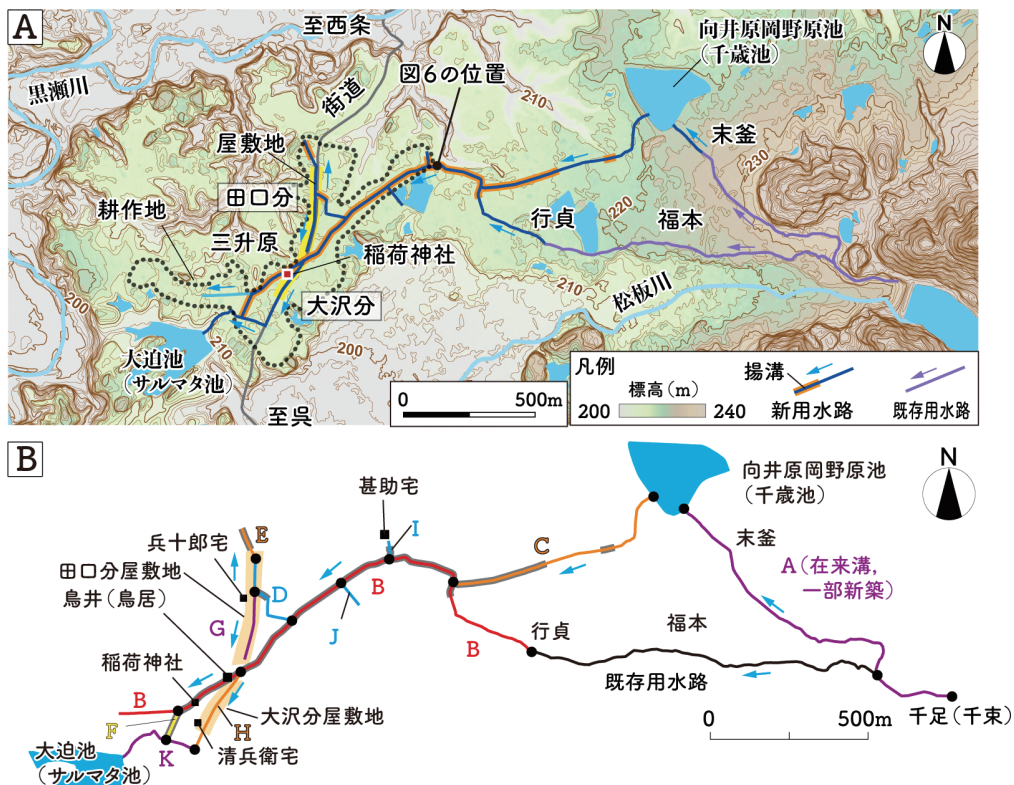 A
至西条
向井原岡野原池
(千歳池)
N
黒瀬川
街道
図6の位置
210
屋敷地
末釜
230
田口分
耕作地
行貞
220
福本
三升原
稲荷神社
210
松板川
200
大沢分
大迫池
(サルマタ池)
210
200
至呉
0
500m
凡例
標高(m)
200
240
揚溝
新用水路
既存用水路
B
N
甚助宅
向井原岡野原池
(千歳池)
I
兵十郎宅
E
C
末釜
田口分屋敷地
A(在来溝,
一部新築)
鳥井(鳥居)
D
B
G
J
福本
行貞
B
稲荷神社
既存用水路
B
千足(千束)
F
H
大沢分屋敷地
K
清兵衛宅
大迫池
(サルマタ池)
0
500m